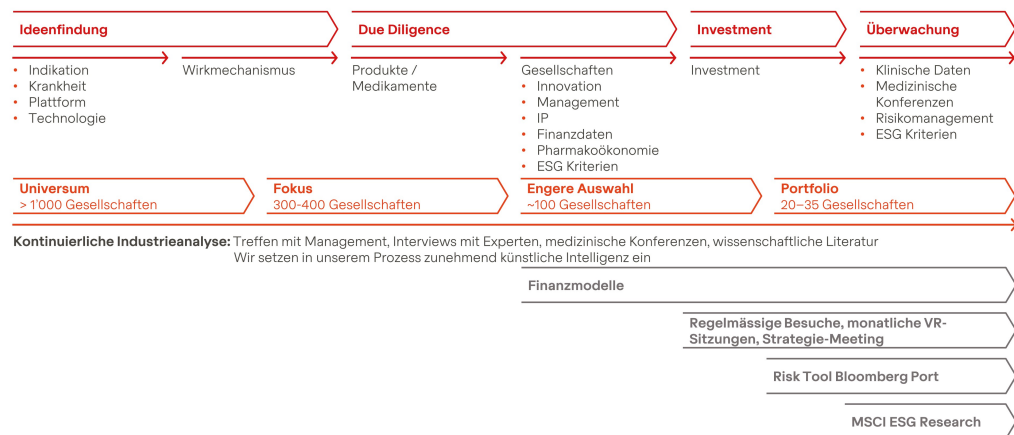 Ideenfindung
Due Diligence
Investment
Überwachung
• Indikation
• Krankheit
• Plattform
• Technologie
Wirkmechanismus
Produkte /
Medikamente
Gesellschaften
• Innovation
• Management
• IP
• Finanzdaten
• Pharmakoökonomie
• ESG Kriterien
Investment
• Klinische Daten
• Medizinische
Konferenzen
• Risikomanagement
• ESG Kriterien
Universum
> 1'000 Gesellschaften
Fokus
300-400 Gesellschaften
Engere Auswahl
~100 Gesellschaften
Portfolio
20–35 Gesellschaften
Kontinuierliche Industrieanalyse: Treffen mit Management, Interviews mit Experten, medizinische Konferenzen, wissenschaftliche Literatur
Wir setzen in unserem Prozess zunehmend künstliche Intelligenz ein
Finanzmodelle
Regelmässige Besuche, monatliche VR-
Sitzungen, Strategie-Meeting
Risk Tool Bloomberg Port
MSCI ESG Research